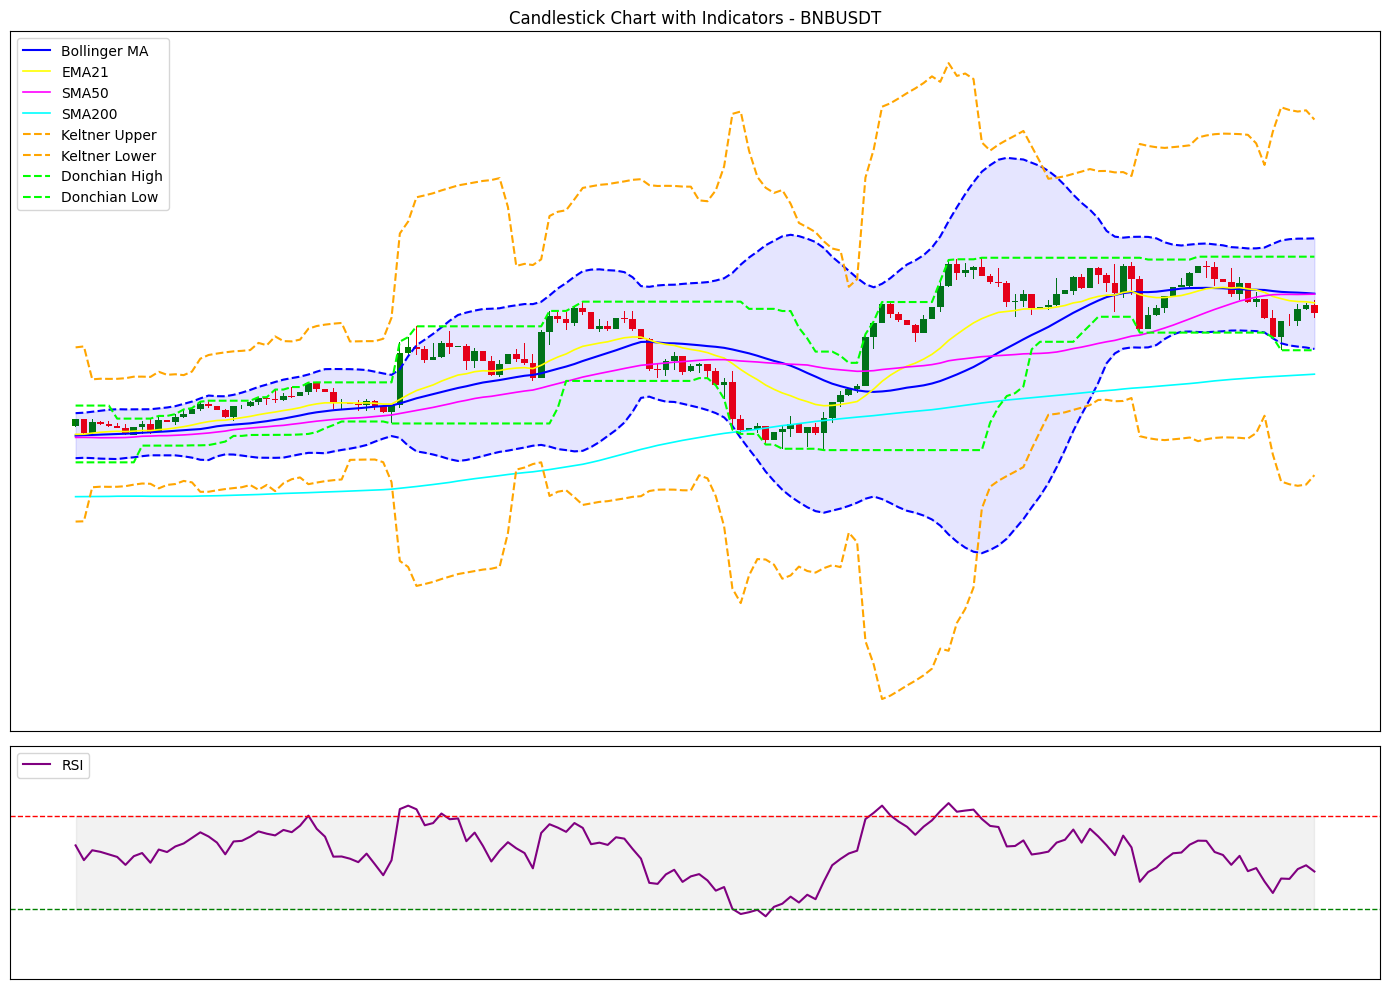 Candlestick Chart with Indicators - BNBUSDT
Bollinger MA
EMA21
SMA50
SMA200
Keltner Upper
Keltner Lower
Donchian High
Donchian Low
RSI